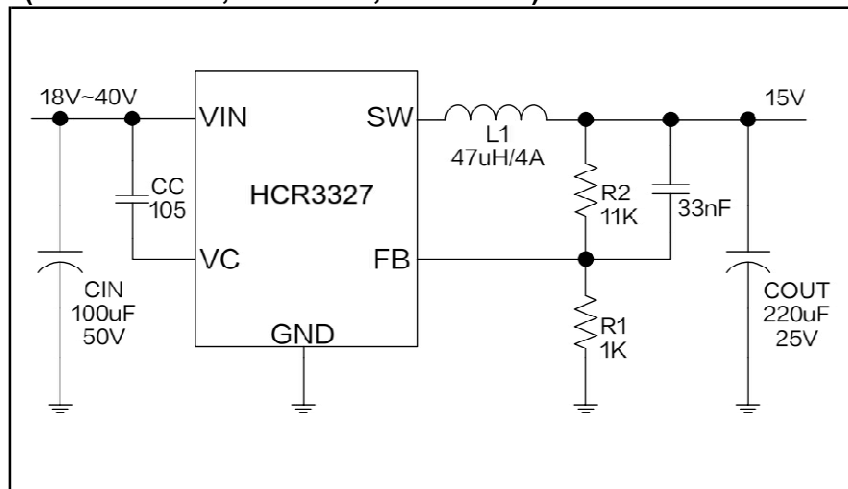 18V~40V
VIN
SW
15V
L1
47uH/4A
CC
105
HCR3327
R2
11K
33nF
VC
FB
CIN
100uF
50V
COUT
220uF
25V
R1
1K
GND